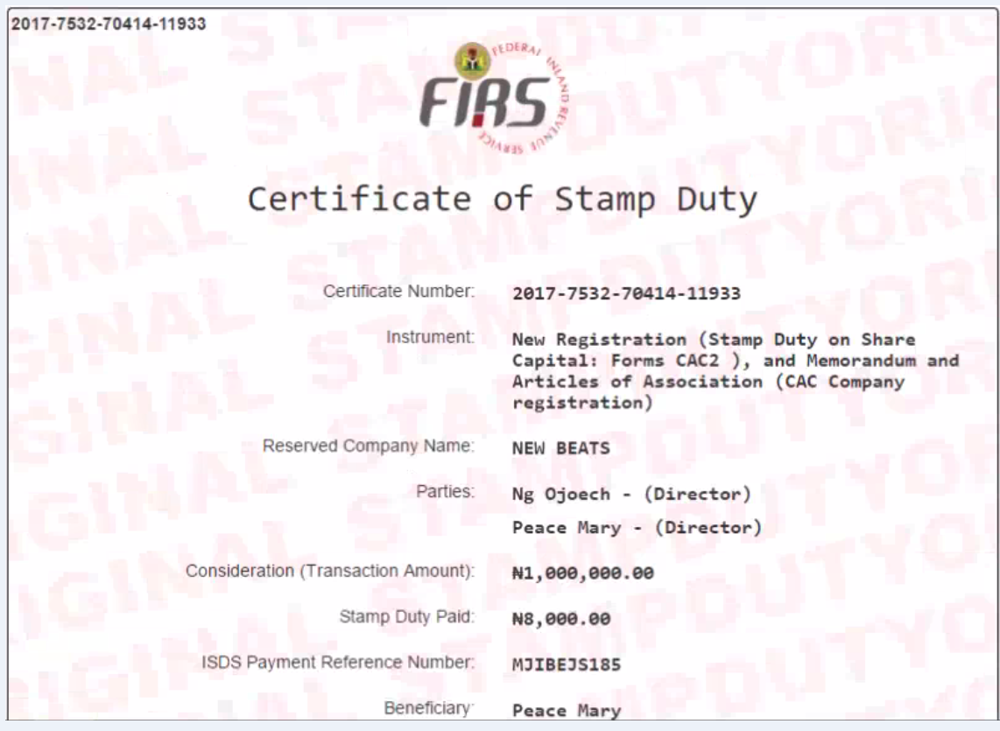 2017-7532-70414-11933
FEDERAL INLAND REVENUE SERVICE
FIRS
Certificate of Stamp Duty
Certificate Number: 2017-7532-70414-11933
Instrument: New Registration (Stamp Duty on Share
Capital: Forms CAC2 ), and Memorandum and
Articles of Association (CAC Company
registration)
Reserved Company Name: NEW BEATS
Parties: Ng Ojoech - (Director)
Peace Mary - (Director)
Consideration (Transaction Amount): ₦1,000,000.00
Stamp Duty Paid: ₦8,000.00
ISDS Payment Reference Number: MJIBEJS185
Beneficiary: Peace Mary